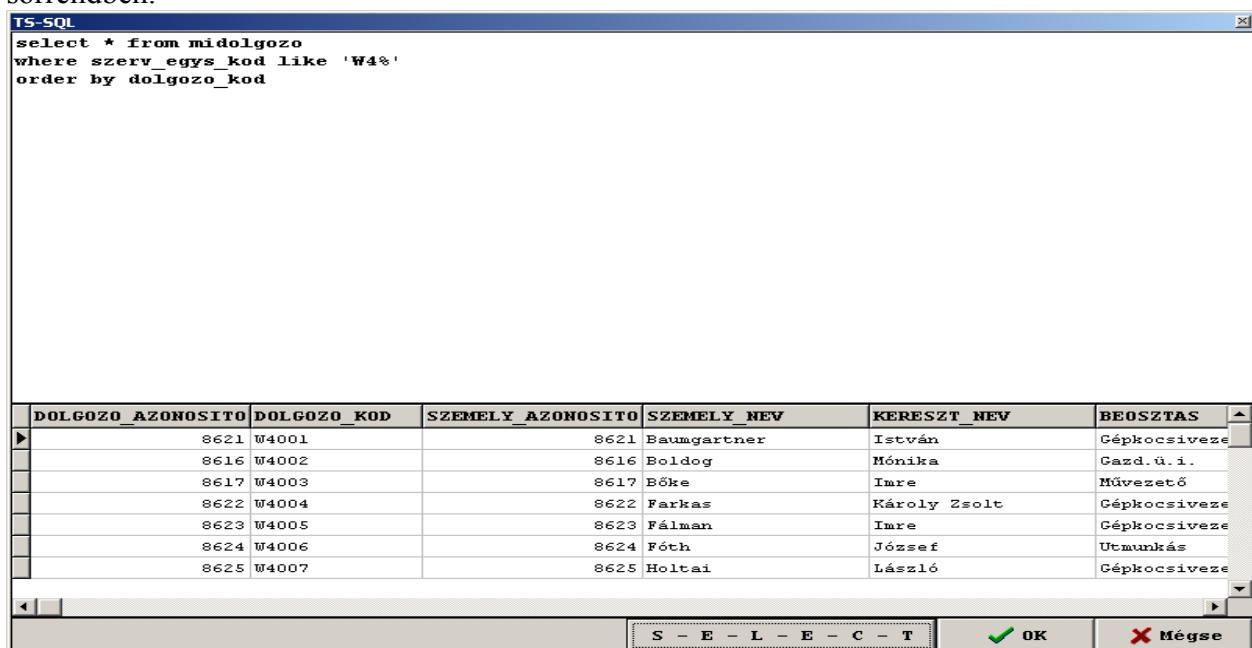 sorrendben.
TS-SQL
select * from midolgozo
where szerv_egys_kod like 'W4%'
order by dolgozo_kod
DOLGOZO_AZONOSITO DOLGOZO_KOD SZEMELY_AZONOSITO SZEMELY_NEV KERESZT_NEV BEOSZTAS
8621 W4001 8621 Baumgartner István Gépkocsiveze
8616 W4002 8616 Boldog Mónika Gazd.ü.i.
8617 W4003 8617 Bőke Imre Művezető
8622 W4004 8622 Farkas Károly Zsolt Gépkocsiveze
8623 W4005 8623 Fálman Imre Gépkocsiveze
8624 W4006 8624 Fóth József Utmunkás
8625 W4007 8625 Holtai László Gépkocsiveze
S - E - L - E - C - T OK Mégse